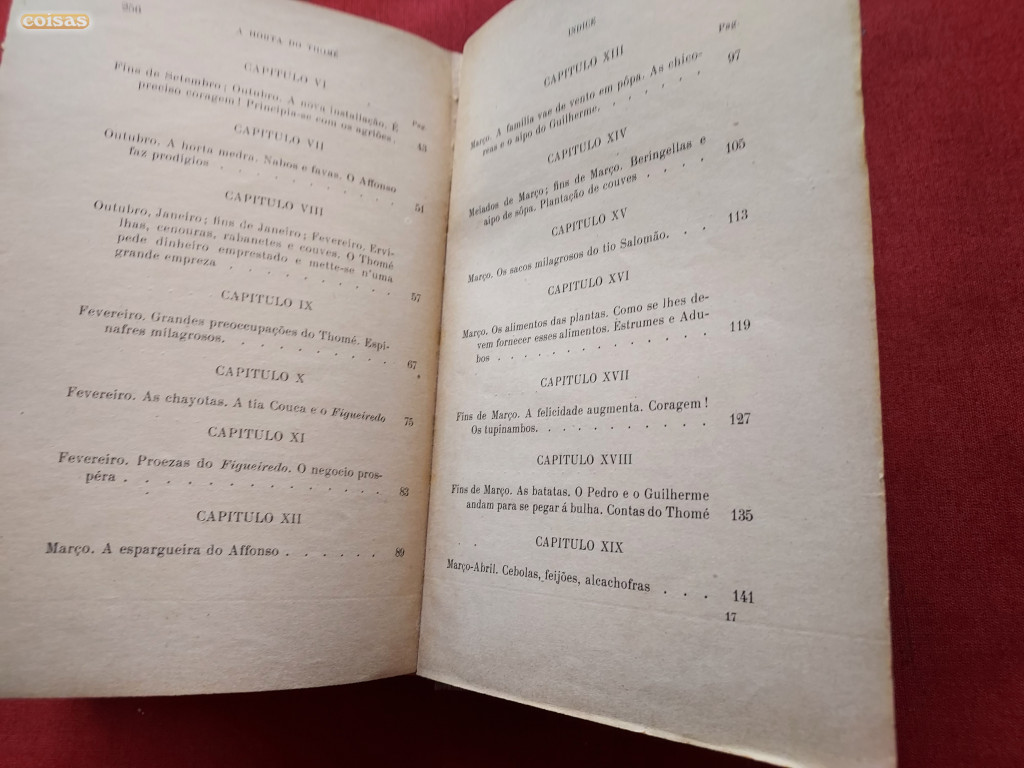 coisas
256
A HORTA DO THOMÉ
CAPITULO VI
Pag.
Fins de Setembro; Outubro. A nova installação. É
preciso coragem! Principia-se com os agriões. 43
CAPITULO VII
Outubro. A horta medra. Nabos e favas. O Affonso
faz prodigios . . . . . . . . . . 51
CAPITULO VIII
Outubro, Janeiro; fins de Janeiro; Fevereiro. Ervi-
lhas, cenouras, rabanetes e couves. O Thomé
pede dinheiro emprestado e mette-se n'uma
grande empreza . . . . . . . . . 57
CAPITULO IX
Fevereiro. Grandes preoccupações do Thomé. Espi-
nafres milagrosos. . . . . . . . . 67
CAPITULO X
Fevereiro. As chayotas. A tia Couca e o Figueiredo 75
CAPITULO XI
Fevereiro. Proezas do Figueiredo. O negocio pros-
péra . . . . . . . . . . . . . 83
CAPITULO XII
Março. A espargueira do Affonso . . . . . . 89
INDICE
Pag.
CAPITULO XIII
Março. A familia vae de vento em pôpa. As chico-
reas e o aipo do Guilherme. . . . . . . 97
CAPITULO XIV
Meiados de Março; fins de Março. Beringellas e
aipo de sôpa. Plantação de couves . . . . 105
CAPITULO XV
Março. Os sacos milagrosos do tio Salomão. . . 113
CAPITULO XVI
Março. Os alimentos das plantas. Como se lhes de-
vem fornecer esses alimentos. Estrumes e Adu-
bos . . . . . . . . . . . . . 119
CAPITULO XVII
Fins de Março. A felicidade augmenta. Coragem!
Os tupinambos. . . . . . . . . . . 127
CAPITULO XVIII
Fins de Março. As batatas. O Pedro e o Guilherme
andam para se pegar á bulha. Contas do Thomé 135
CAPITULO XIX
Março-Abril. Cebolas, feijões, alcachofras . . . 141
17